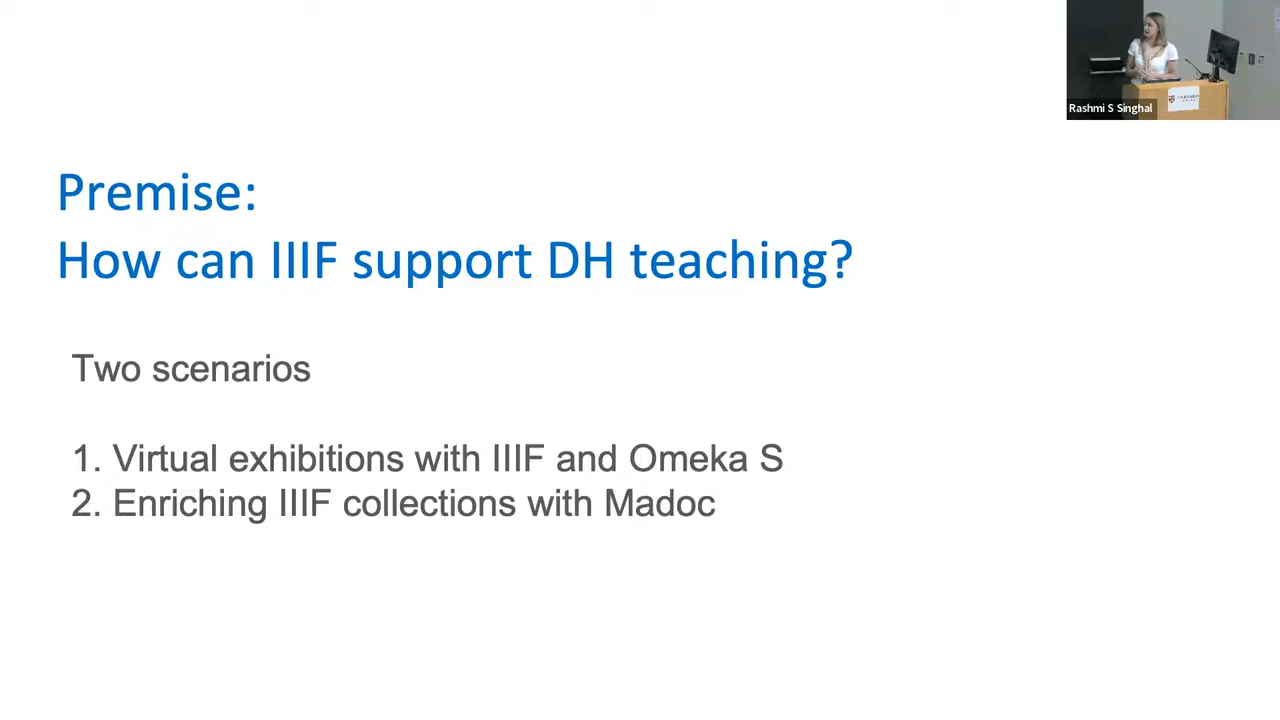 Rashmi S Singhal
Premise:
How can IIIF support DH teaching?
Two scenarios
1. Virtual exhibitions with IIIF and Omeka S
2. Enriching IIIF collections with Madoc